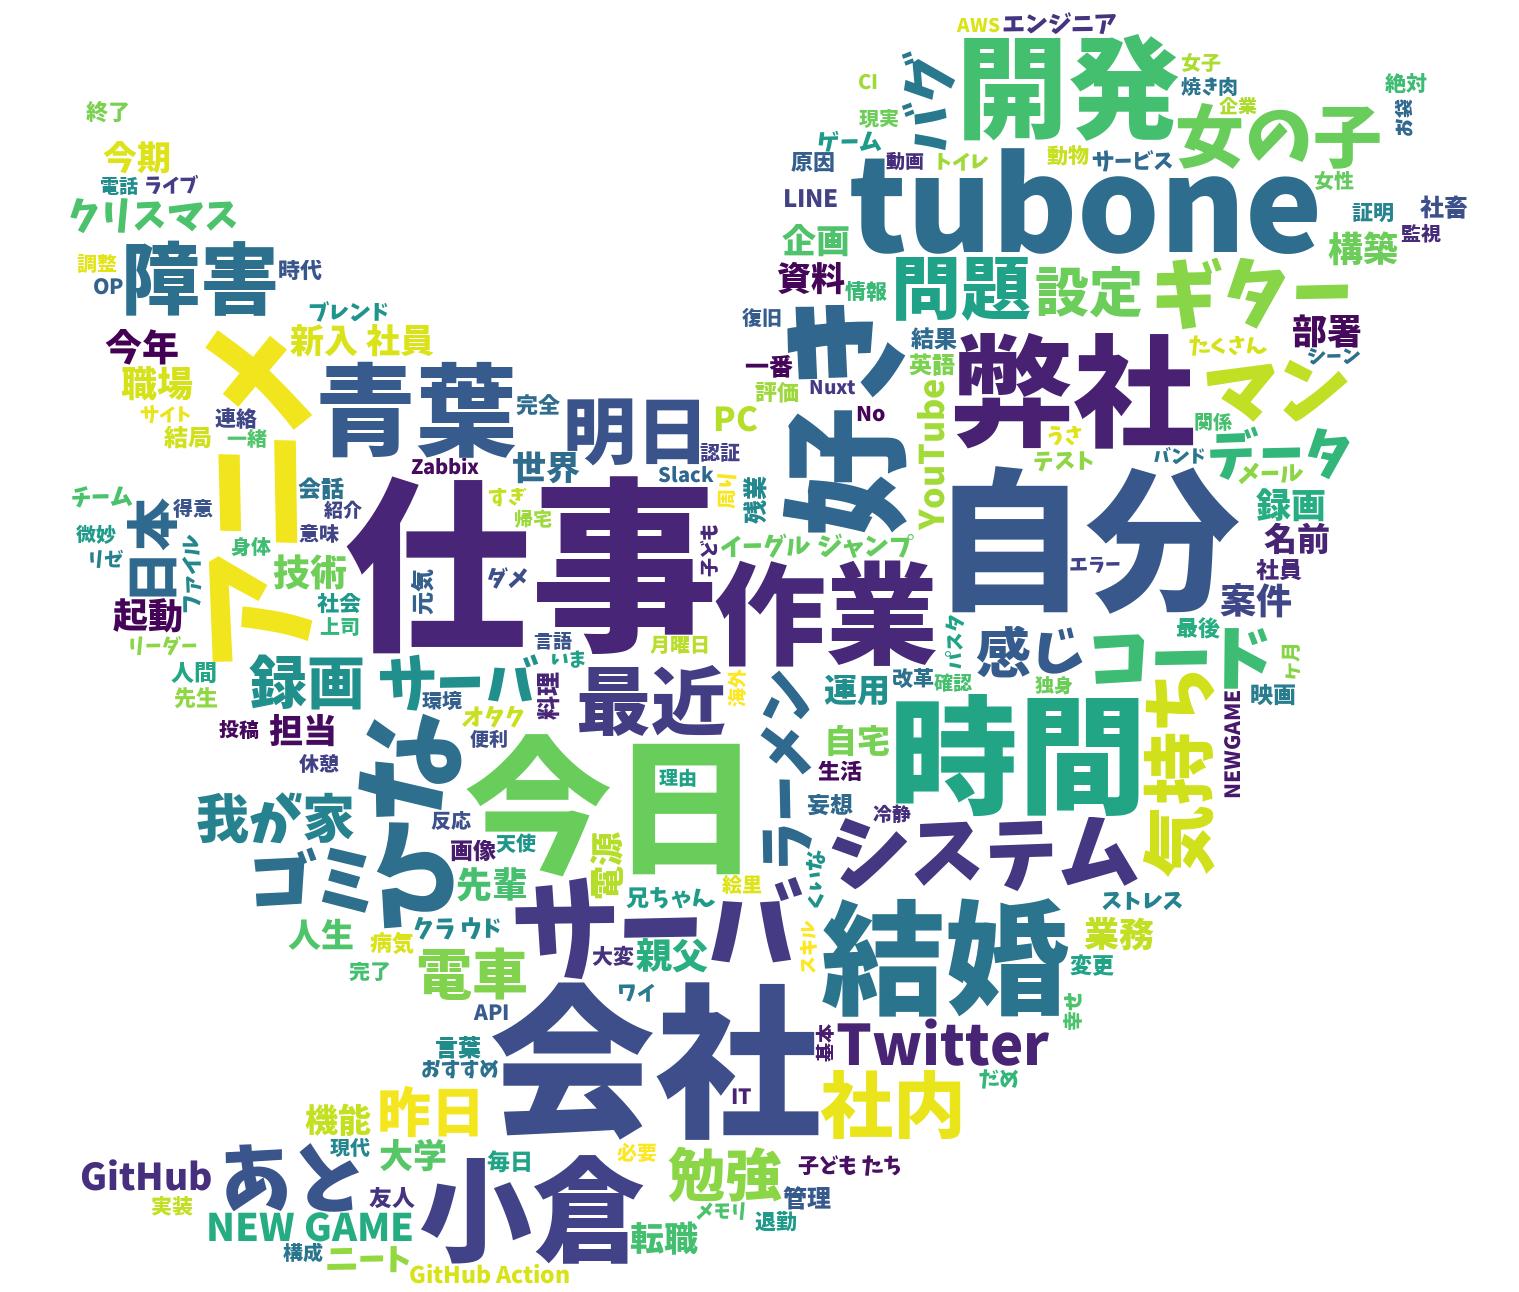 AWS エンジニア
開発
バグ
CI
現実
女子
焼き肉
企業
女の子
絶対
お袋
終了
ゲーム
原因
動画
トイレ
動物
サービス
女性
今期
電話
ライブ
tubone
LINE
証明
社畜
監視
クリスマス
企画
構築
障害
調整
OP
時代
資料
情報
問題
設定
ギター
ブレンド
復旧
好き
結果
部署
今年
新入 社員
アニメ
一番
英語
弊社
たくさん
シーン
職場
青葉
評価
Nuxt
マン
サイト
連絡
完全
明日
PC
No
YouTube
関係
結局
一緒
認証
うさ
データ
Zabbix
世界
Slack
テスト
バンド
メール
チーム
日本
得意
会話
紹介
すぎ
周り
残業
自分
録画
微妙
意味
仕事
帰宅
子ども
イーグル ジャンプ
名前
リゼ
ファイル
身体
技術
元気
ダメ
作業
エラー
社員
起動
社会
案件
リーダー
上司
言語
月曜日
パスタ
感じ
最後
コード
人間
録画
サーバ
いま
海外
運用
改革
確認
独身
ヶ月
先生
環境
料理
最近
ラーメン
映画
投稿
担当
オタク
便利
自宅
時間
気持ち
NEWGAME
休憩
ちな
今日
理由
生活
我が家
反応
妄想
冷静
ゴミ
画像
天使
電源
システム
先輩
絵里
くいな
人生
クラ ウド
サーバ
兄ちゃん
結婚
ストレス
病気
スキル
業務
完了
電車
大変
親父
変更
API
ワイ
会社
幸せ
言葉
基本
Twitter
おすすめ
IT
だめ
機能
昨日
社内
現代
大学
毎日
必要
勉強
子ども たち
GitHub
あと
小倉
管理
実装
友人
メモリ
退勤
NEW GAME
転職
構成
ニート
GitHub Action